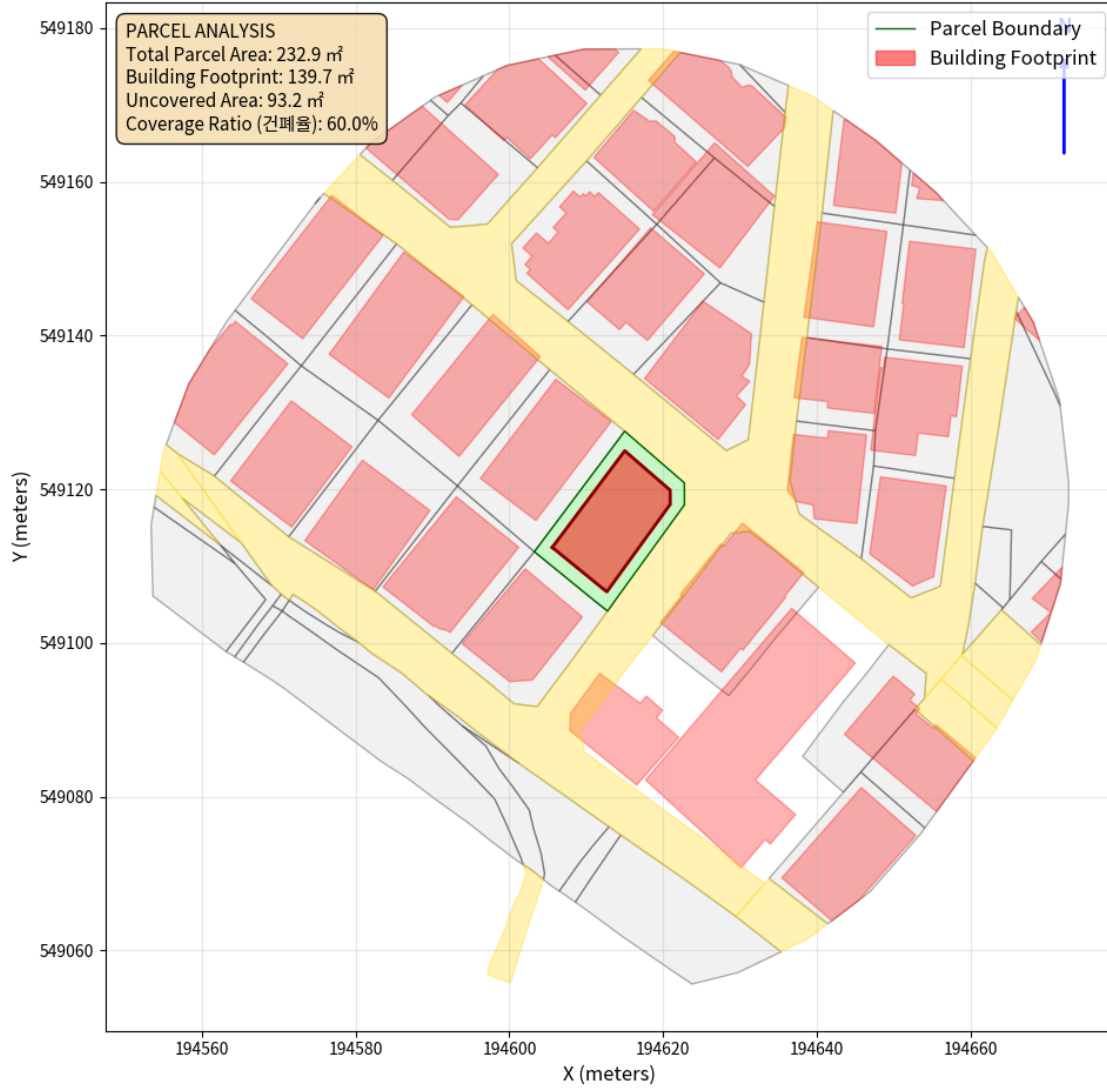 PARCEL ANALYSIS
Total Parcel Area: 232.9 ㎡
Building Footprint: 139.7 ㎡
Uncovered Area: 93.2 ㎡
Coverage Ratio (건폐율): 60.0%
Parcel Boundary
Building Footprint
N
549180
549160
549140
549120
549100
549080
549060
Y (meters)
194560
194580
194600
194620
194640
194660
X (meters)